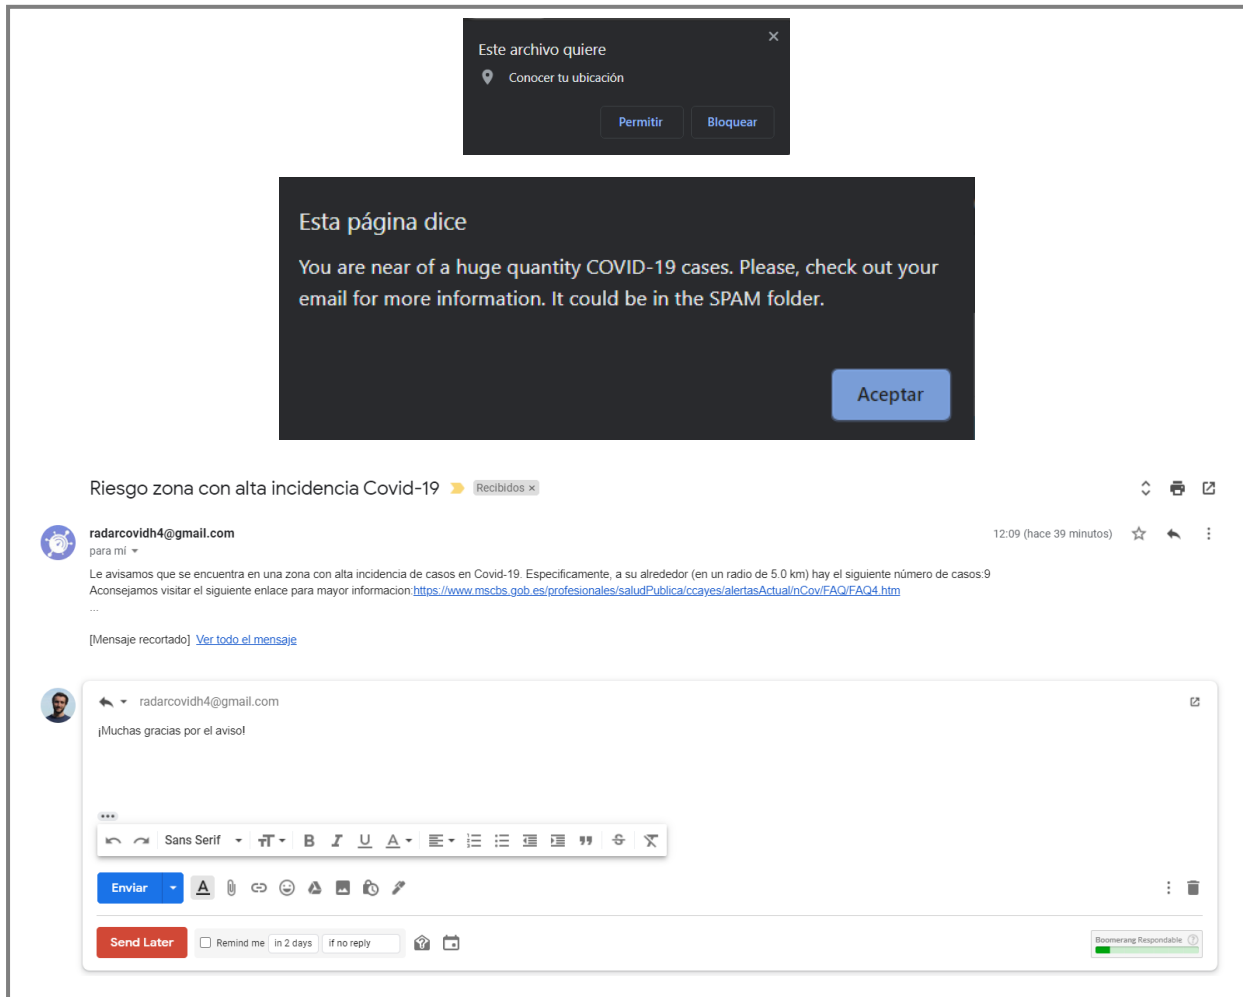 Este archivo quiere
Conocer tu ubicación
Permitir Bloquear
Esta página dice
You are near of a huge quantity COVID-19 cases. Please, check out your
email for more information. It could be in the SPAM folder.
Aceptar
Riesgo zona con alta incidencia Covid-19 Recibidos ×
radarcovidh4@gmail.com 12:09 (hace 39 minutos)
para mí
Le avisamos que se encuentra en una zona con alta incidencia de casos en Covid-19. Especificamente, a su alrededor (en un radio de 5.0 km) hay el siguiente número de casos:9
Aconsejamos visitar el siguiente enlace para mayor informacion:https://www.mscbs.gob.es/profesionales/saludPublica/ccayes/alertasActual/nCov/FAQ/FAQ4.htm
...
[Mensaje recortado] Ver todo el mensaje
radarcovidh4@gmail.com
¡Muchas gracias por el aviso!
Sans Serif
Enviar
Send Later Remind me in 2 days if no reply Boomerang Respondable